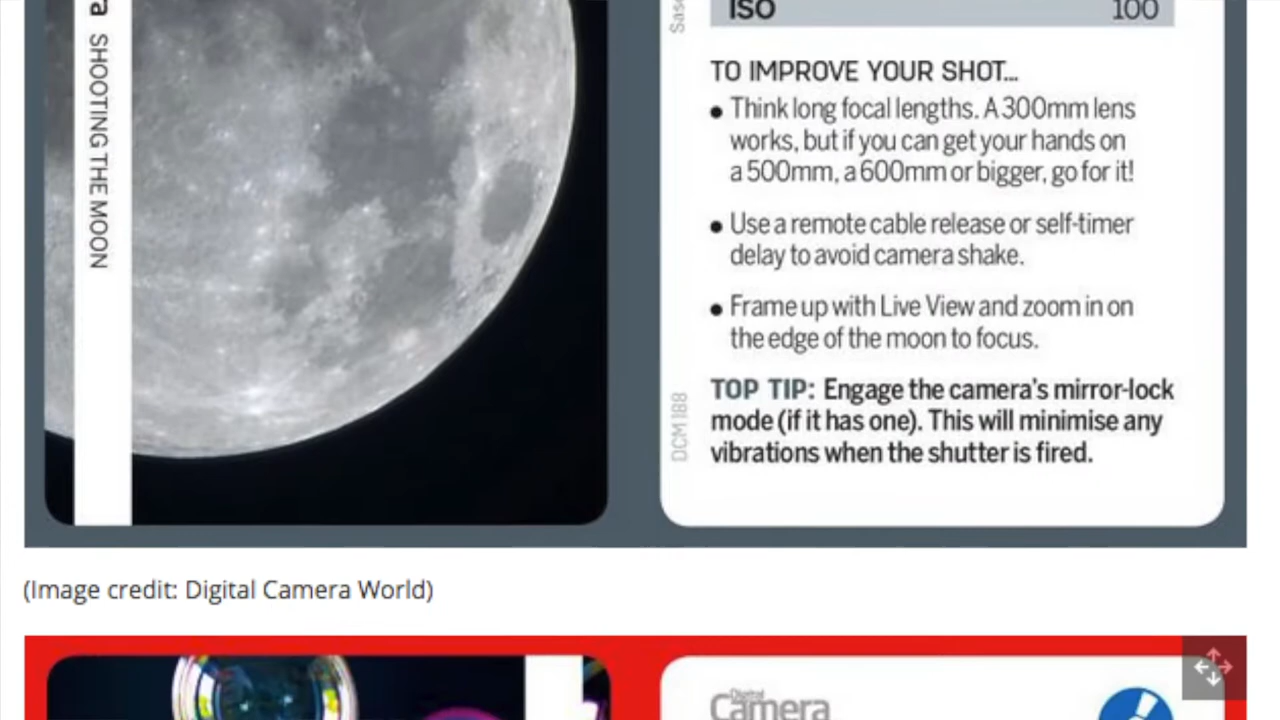 a SHOOTING THE MOON
ISO 100
TO IMPROVE YOUR SHOT...
• Think long focal lengths. A 300mm lens
works, but if you can get your hands on
a 500mm, a 600mm or bigger, go for it!
• Use a remote cable release or self-timer
delay to avoid camera shake.
• Frame up with Live View and zoom in on
the edge of the moon to focus.
TOP TIP: Engage the camera's mirror-lock
mode (if it has one). This will minimise any
vibrations when the shutter is fired.
DCM 188
(Image credit: Digital Camera World)
Digital
Camera